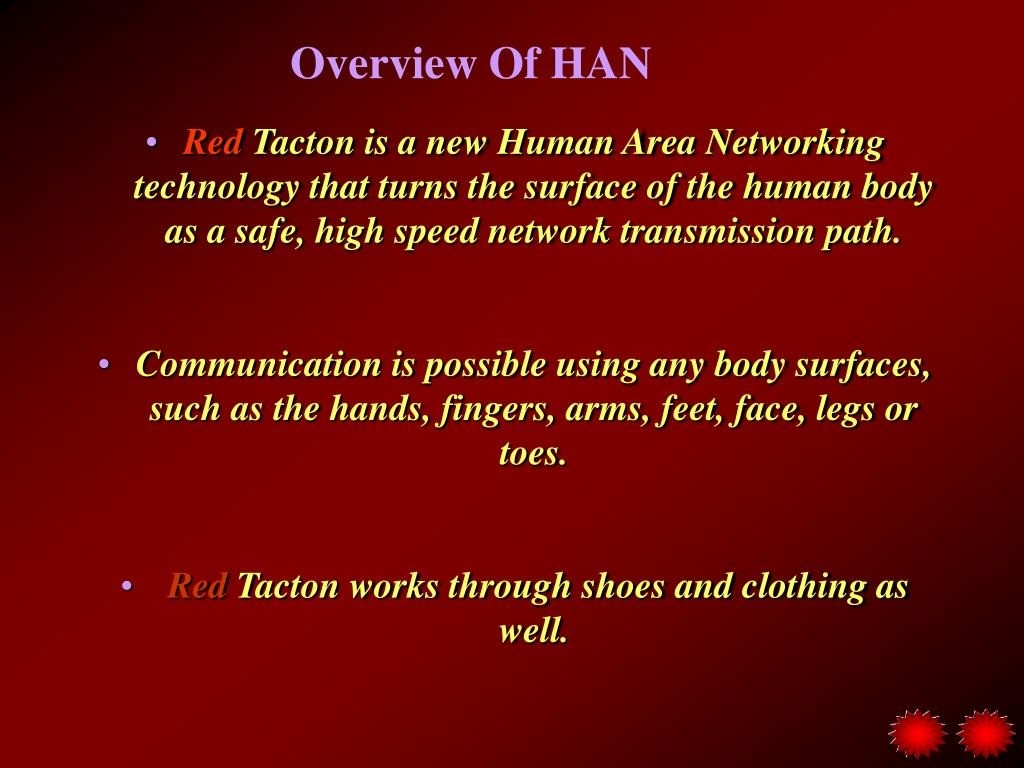 Overview Of HAN
• Red Tacton is a new Human Area Networking
technology that turns the surface of the human body
as a safe, high speed network transmission path.
• Communication is possible using any body surfaces,
such as the hands, fingers, arms, feet, face, legs or
toes.
• Red Tacton works through shoes and clothing as
well.